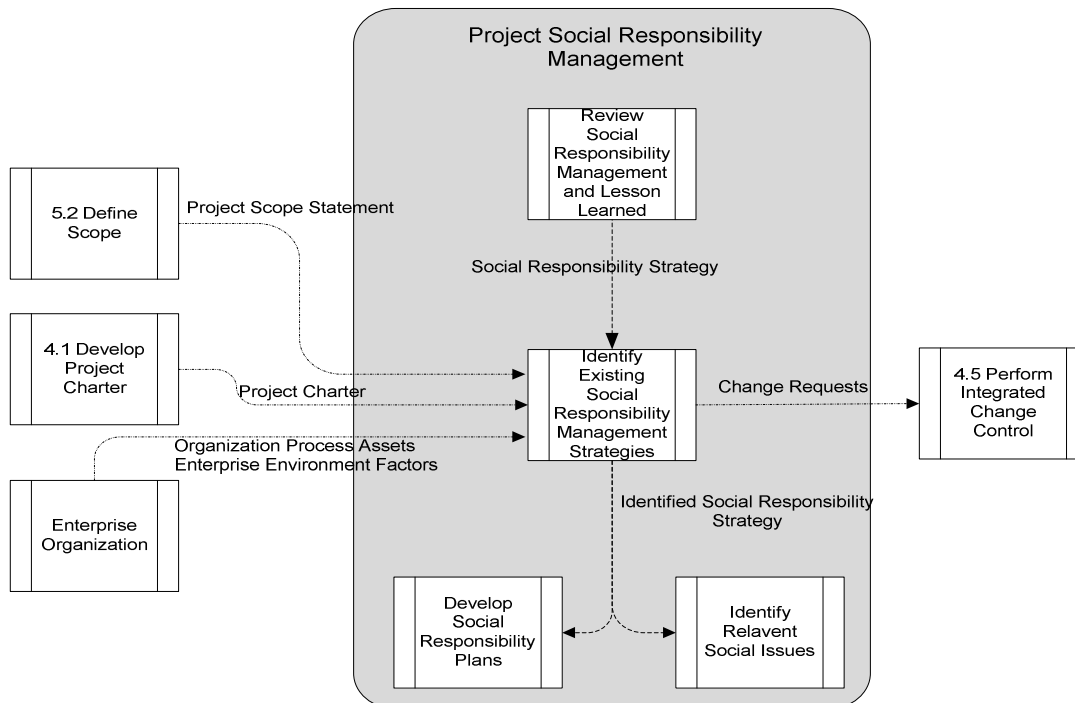 Project Social Responsibility
Management
Review
Social
Responsibility
Management
and Lesson
Learned
5.2 Define
Scope
Project Scope Statement
Social Responsibility Strategy
4.1 Develop
Project
Charter
Project Charter
Identify
Existing
Social
Responsibility
Management
Strategies
Change Requests
4.5 Perform
Integrated
Change
Control
Organization Process Assets
Enterprise Environment Factors
Enterprise
Organization
Identified Social Responsibility
Strategy
Develop
Social
Responsibility
Plans
Identify
Relavent
Social Issues